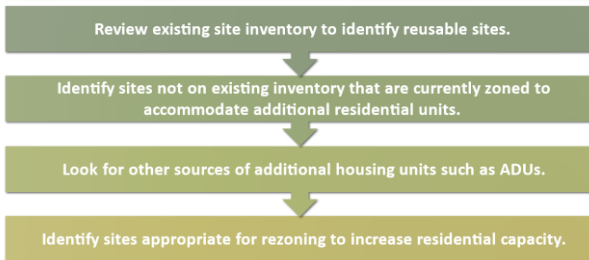 Review existing site inventory to identify reusable sites.
Identify sites not on existing inventory that are currently zoned to
accommodate additional residential units.
Look for other sources of additional housing units such as ADUs.
Identify sites appropriate for rezoning to increase residential capacity.